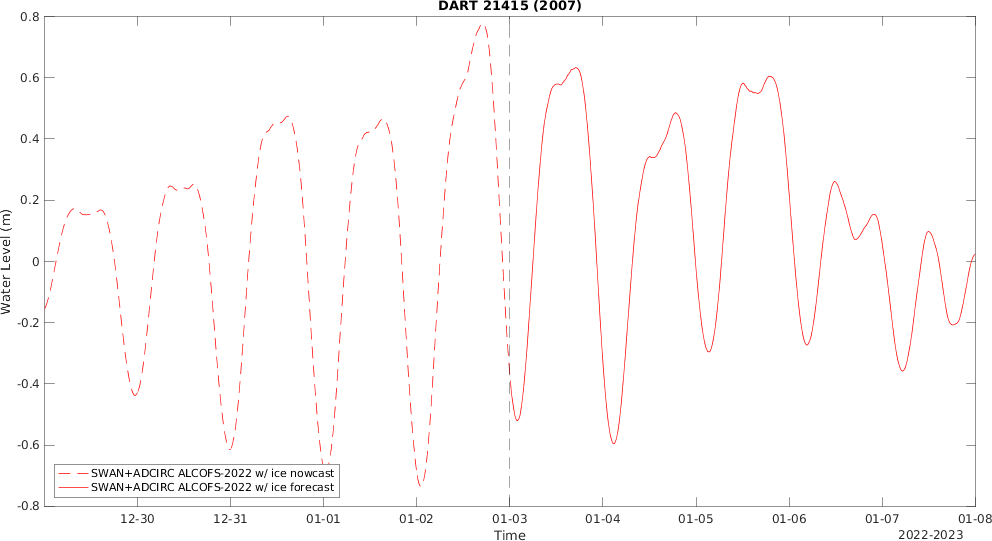 DART 21415 (2007)
0.8
0.6
0.4
0.2
0
-0.2
-0.4
-0.6
-0.8
Water Level (m)
SWAN+ADCIRC ALCOFS-2022 w/ ice nowcast
SWAN+ADCIRC ALCOFS-2022 w/ ice forecast
12-30 12-31 01-01 01-02 01-03 01-04 01-05 01-06 01-07 01-08
Time
2022-2023